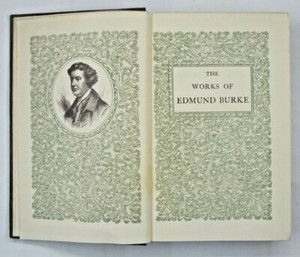 THE
WORKS OF
EDMUND BURKE